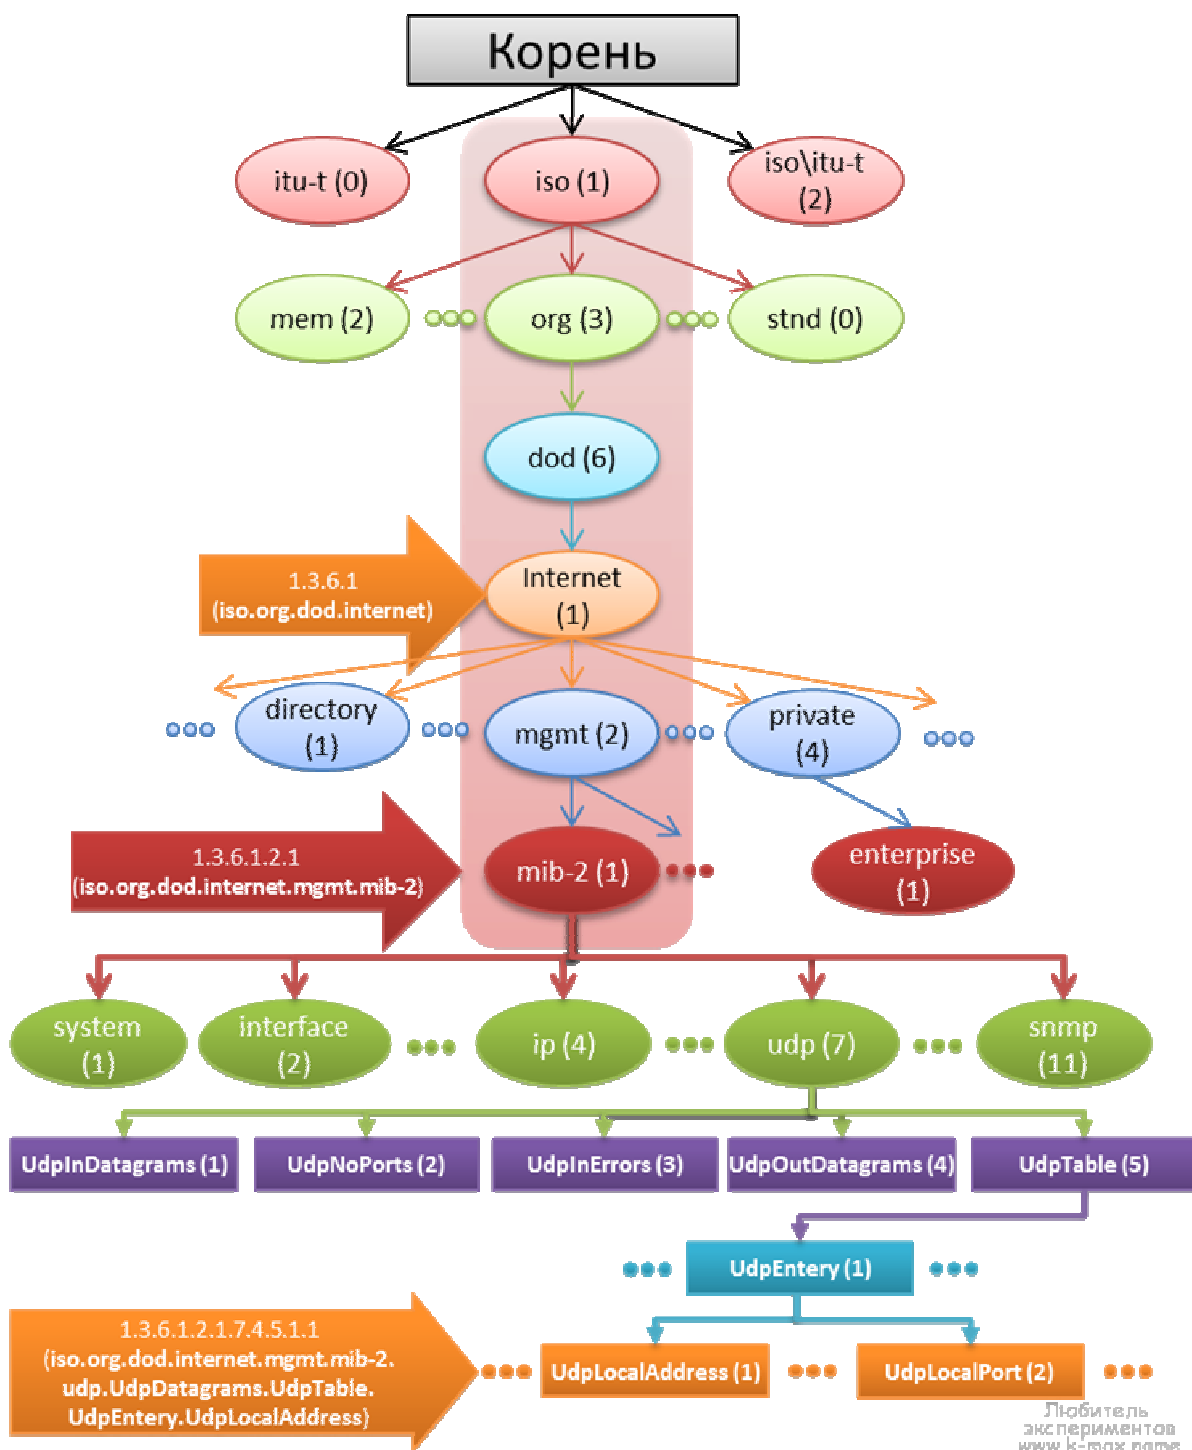 Корень
itu-t (0)
iso (1)
iso\itu-t
(2)
mem (2)
org (3)
stnd (0)
dod (6)
1.3.6.1
(iso.org.dod.internet)
Internet
(1)
directory
(1)
mgmt (2)
private
(4)
1.3.6.1.2.1
(iso.org.dod.internet.mgmt.mib-2)
mib-2 (1)
enterprise
(1)
system
(1)
interface
(2)
ip (4)
udp (7)
snmp
(11)
UdpInDatagrams (1)
UdpNoPorts (2)
UdpInErrors (3)
UdpOutDatagrams (4)
UdpTable (5)
UdpEntery (1)
1.3.6.1.2.1.7.4.5.1.1
(iso.org.dod.internet.mgmt.mib-2.
udp.UdpDatagrams.UdpTable.
UdpEntery.UdpLocalAddress)
UdpLocalAddress (1)
UdpLocalPort (2)
Любитель
экспериментов
www.k-max.name